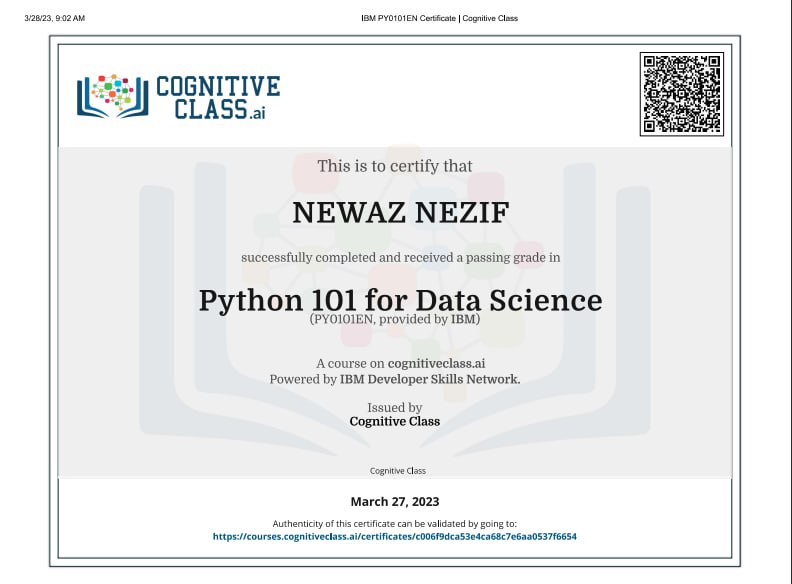 3/28/23, 9:02 AM
IBM PY0101EN Certificate | Cognitive Class
COGNITIVE
CLASS.ai
This is to certify that
NEWAZ NEZIF
successfully completed and received a passing grade in
Python 101 for Data Science
(PY0101EN, provided by IBM)
A course on cognitiveclass.ai
Powered by IBM Developer Skills Network.
Issued by
Cognitive Class
Cognitive Class
March 27, 2023
Authenticity of this certificate can be validated by going to:
https://courses.cognitiveclass.ai/certificates/c006f9dca53e4ca68c7e6aa0537f6654